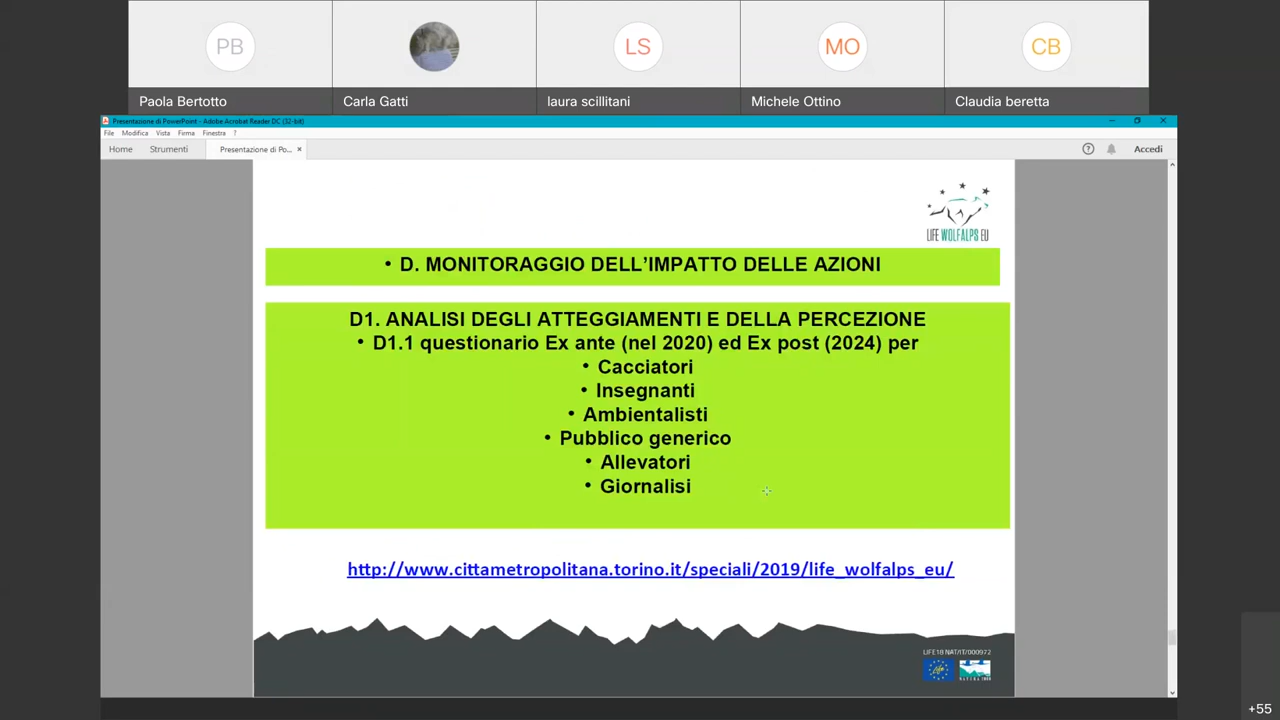 PB
LS
MO
CB
Paola Bertotto
Carla Gatti
laura scillitani
Michele Ottino
Claudia beretta
Presentazione di PowerPoint - Adobe Acrobat Reader DC (32-bit)
File Modifica Vista Firma Finestra ?
Home Strumenti Presentazione di Po... × Accedi
LIFE WOLFALPS EU
• D. MONITORAGGIO DELL'IMPATTO DELLE AZIONI
D1. ANALISI DEGLI ATTEGGIAMENTI E DELLA PERCEZIONE
• D1.1 questionario Ex ante (nel 2020) ed Ex post (2024) per
• Cacciatori
• Insegnanti
• Ambientalisti
• Pubblico generico
• Allevatori
• Giornalisi
http://www.cittametropolitana.torino.it/speciali/2019/life_wolfalps_eu/
LIFE18 NAT/IT/000972
NATURA 2000
+55